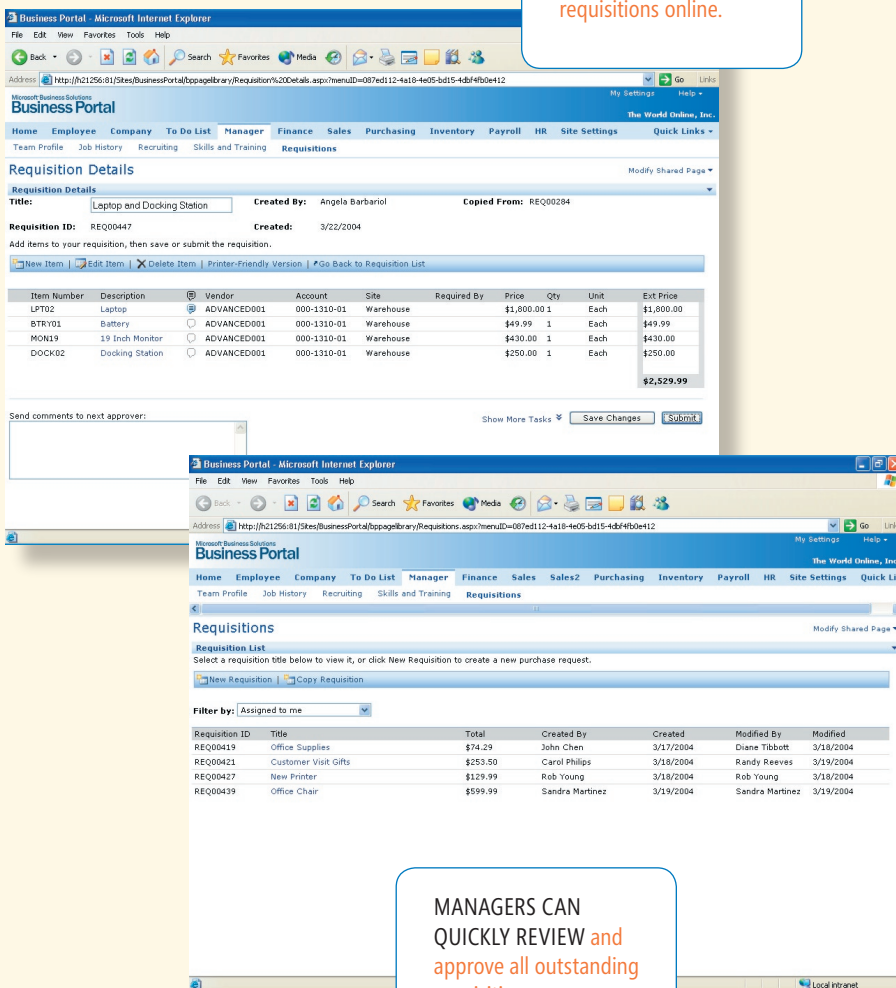 requisitions online.
Business Portal - Microsoft Internet Explorer
File Edit View Favorites Tools Help
Back Search Favorites Media
Address http://h21256:81/Sites/BusinessPortal/bppagelibrary/Requisition%20Details.aspx?menuID=087ed112-4a18-4e05-bd15-4dbf4fb0e412 Go Links
Microsoft Business Solutions
Business Portal
My Settings Help
The World Online, Inc.
Home Employee Company To Do List Manager Finance Sales Purchasing Inventory Payroll HR Site Settings Quick Links
Team Profile Job History Recruiting Skills and Training Requisitions
Requisition Details Modify Shared Page
Requisition Details
Title: Laptop and Docking Station Created By: Angela Barbariol Copied From: REQ00284
Requisition ID: REQ00447 Created: 3/22/2004
Add items to your requisition, then save or submit the requisition.
New Item | Edit Item | Delete Item | Printer-Friendly Version | Go Back to Requisition List
Item Number Description Vendor Account Site Required By Price Qty Unit Ext Price
LPT02 Laptop ADVANCED001 000-1310-01 Warehouse $1,800.00 1 Each $1,800.00
BTRY01 Battery ADVANCED001 000-1310-01 Warehouse $49.99 1 Each $49.99
MON19 19 Inch Monitor ADVANCED001 000-1310-01 Warehouse $430.00 1 Each $430.00
DOCK02 Docking Station ADVANCED001 000-1310-01 Warehouse $250.00 1 Each $250.00
$2,529.99
Send comments to next approver:
Show More Tasks Save Changes Submit
Business Portal - Microsoft Internet Explorer
File Edit View Favorites Tools Help
Back Search Favorites Media
Address http://h21256:81/Sites/BusinessPortal/bppagelibrary/Requisitions.aspx?menuID=087ed112-4a18-4e05-bd15-4dbf4fb0e412 Go
Microsoft Business Solutions
Business Portal
My Settings Help
The World Online, Inc
Home Employee Company To Do List Manager Finance Sales Sales2 Purchasing Inventory Payroll HR Site Settings Quick Li
Team Profile Job History Recruiting Skills and Training Requisitions
Requisitions Modify Shared Page
Requisition List
Select a requisition title below to view it, or click New Requisition to create a new purchase request.
New Requisition | Copy Requisition
Filter by: Assigned to me
Requisition ID Title Total Created By Created Modified By Modified
REQ00419 Office Supplies $74.29 John Chen 3/17/2004 Diane Tibbott 3/18/2004
REQ00421 Customer Visit Gifts $253.50 Carol Philips 3/18/2004 Randy Reeves 3/19/2004
REQ00427 New Printer $129.99 Rob Young 3/18/2004 Rob Young 3/18/2004
REQ00439 Office Chair $599.99 Sandra Martinez 3/19/2004 Sandra Martinez 3/19/2004
MANAGERS CAN
QUICKLY REVIEW and
approve all outstanding
Local intranet